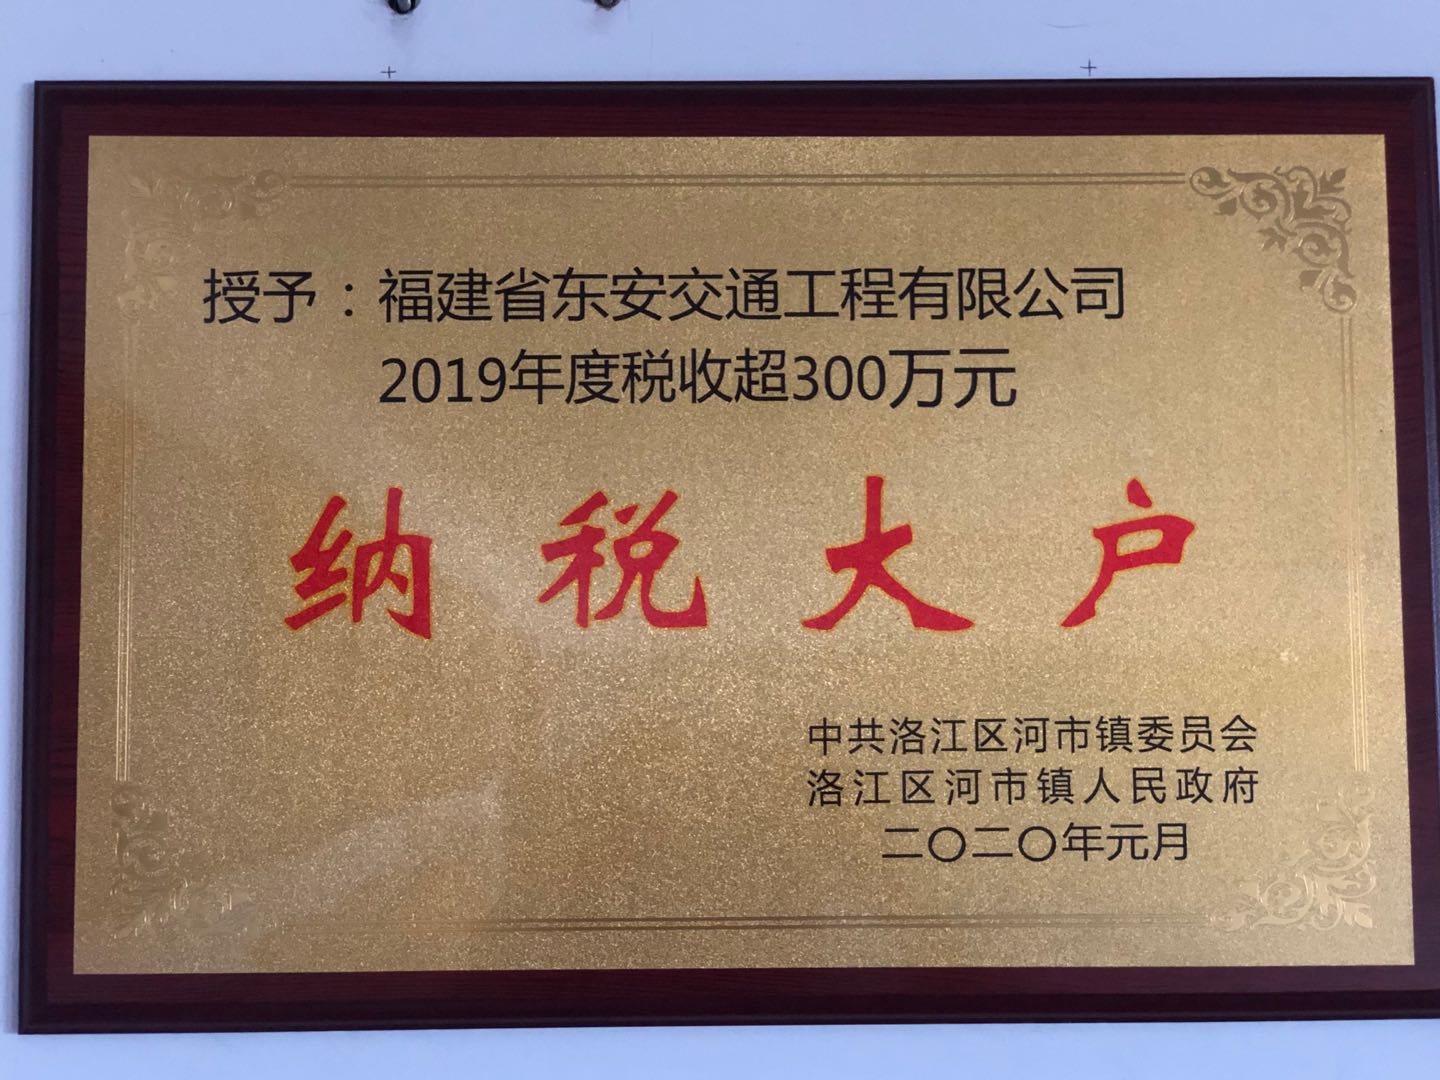 授予：福建省东安交通工程有限公司
2019年度税收超300万元
纳税大户
中共洛江区河市镇委员会
洛江区河市镇人民政府
二〇二〇年元月